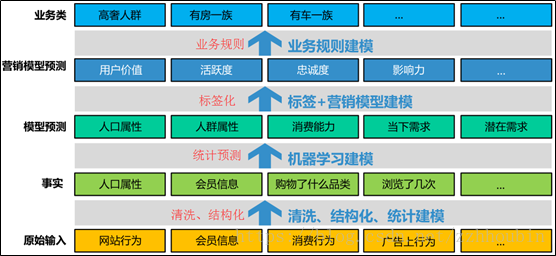 业务类 高奢人群 有房一族 有车一族 ... ...
业务规则 业务规则建模
营销模型预测 用户价值 活跃度 忠诚度 影响力 ...
标签化 标签+营销模型建模
模型预测 人口属性 人群属性 消费能力 当下需求 潜在需求
统计预测 机器学习建模
事实 人口属性 会员信息 购物了什么品类 浏览了几次 ...
清洗、结构化 清洗、结构化、统计建模
原始输入 网站行为 会员信息 消费行为 广告上行为 ...